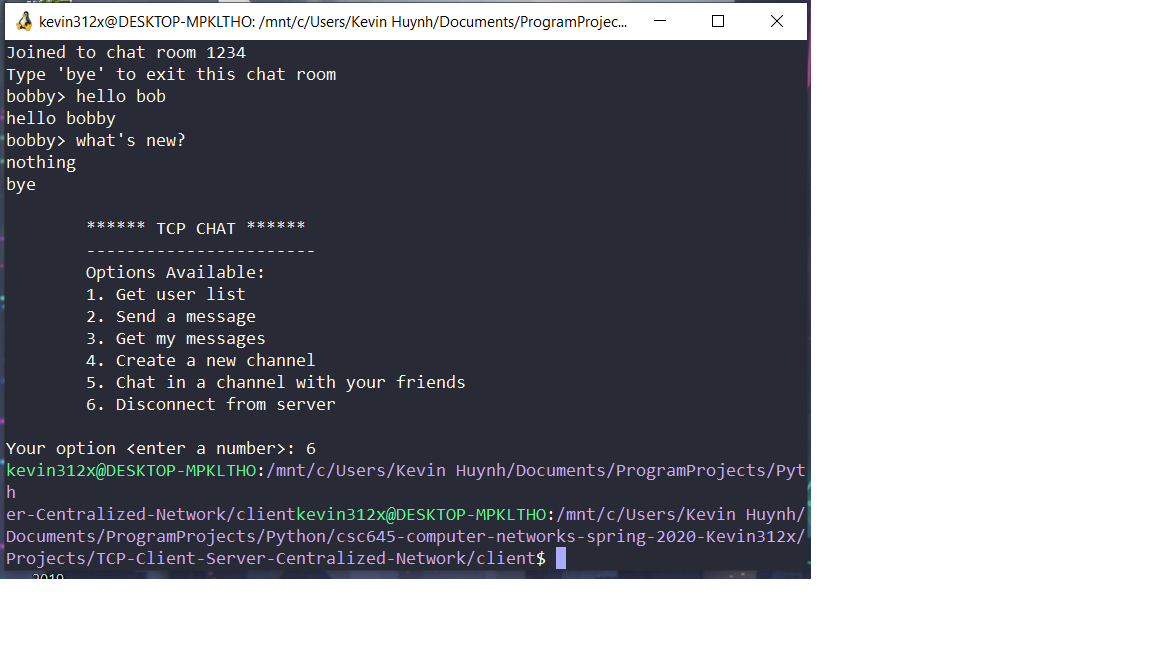 kevin312x@DESKTOP-MPKLTHO: /mnt/c/Users/Kevin Huynh/Documents/ProgramProjec...
Joined to chat room 1234
Type 'bye' to exit this chat room
bobby> hello bob
hello bobby
bobby> what's new?
nothing
bye
****** TCP CHAT ******
-----------------------
Options Available:
1. Get user list
2. Send a message
3. Get my messages
4. Create a new channel
5. Chat in a channel with your friends
6. Disconnect from server
Your option <enter a number>: 6
kevin312x@DESKTOP-MPKLTHO:/mnt/c/Users/Kevin Huynh/Documents/ProgramProjects/Pyt
h
er-Centralized-Network/clientkevin312x@DESKTOP-MPKLTHO:/mnt/c/Users/Kevin Huynh/
Documents/ProgramProjects/Python/csc645-computer-networks-spring-2020-Kevin312x/
Projects/TCP-Client-Server-Centralized-Network/client$